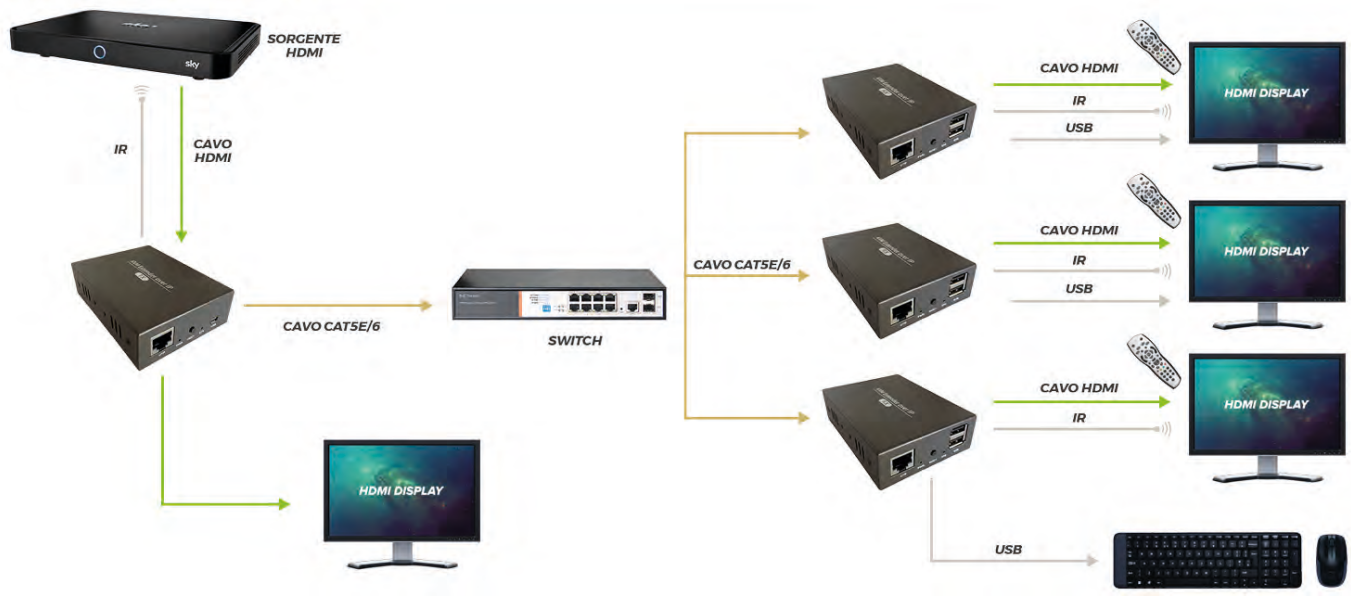 SORGENTE
HDMI
sky
IR
CAVO
HDMI
CAVO CAT5E/6
SWITCH
HDMI DISPLAY
CAVO CAT5E/6
CAVO HDMI
IR
USB
HDMI DISPLAY
CAVO HDMI
IR
USB
HDMI DISPLAY
CAVO HDMI
IR
HDMI DISPLAY
USB